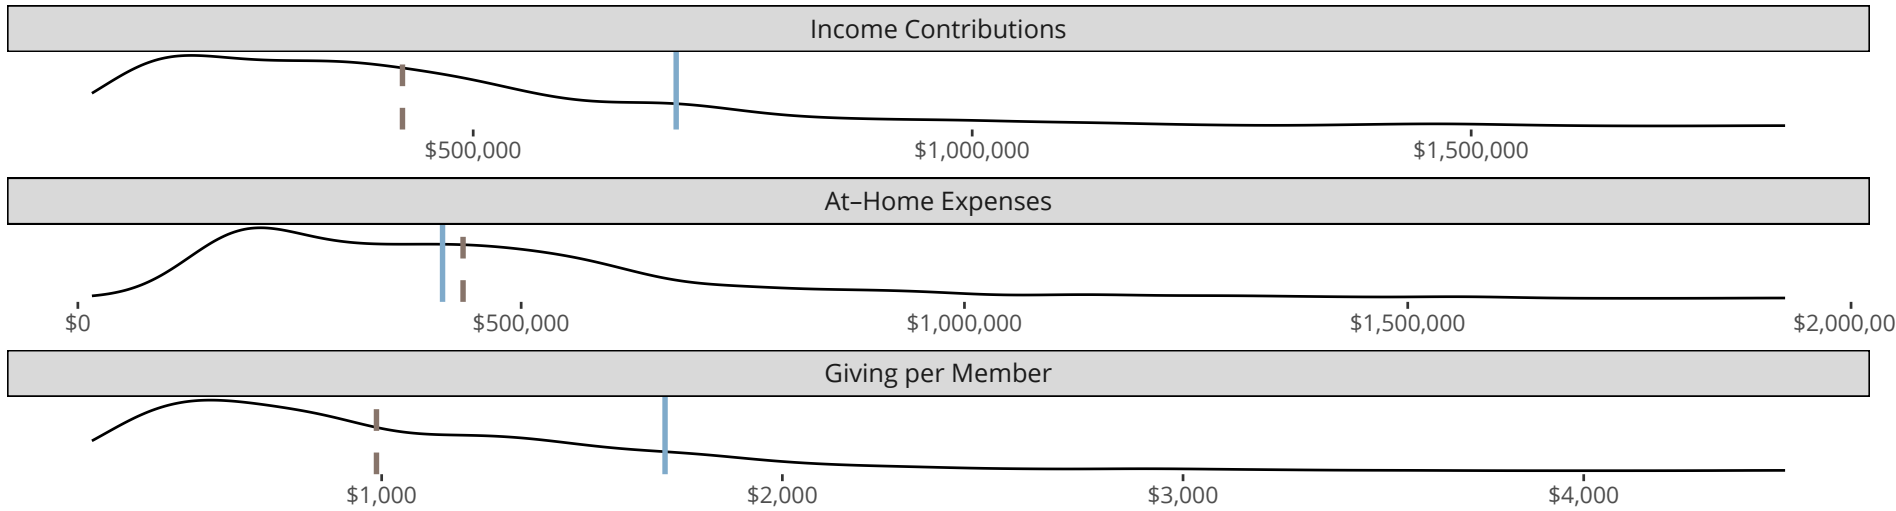 Income Contributions
$500,000 $1,000,000 $1,500,000
At–Home Expenses
$0 $500,000 $1,000,000 $1,500,000 $2,000,00
Giving per Member
$1,000 $2,000 $3,000 $4,000